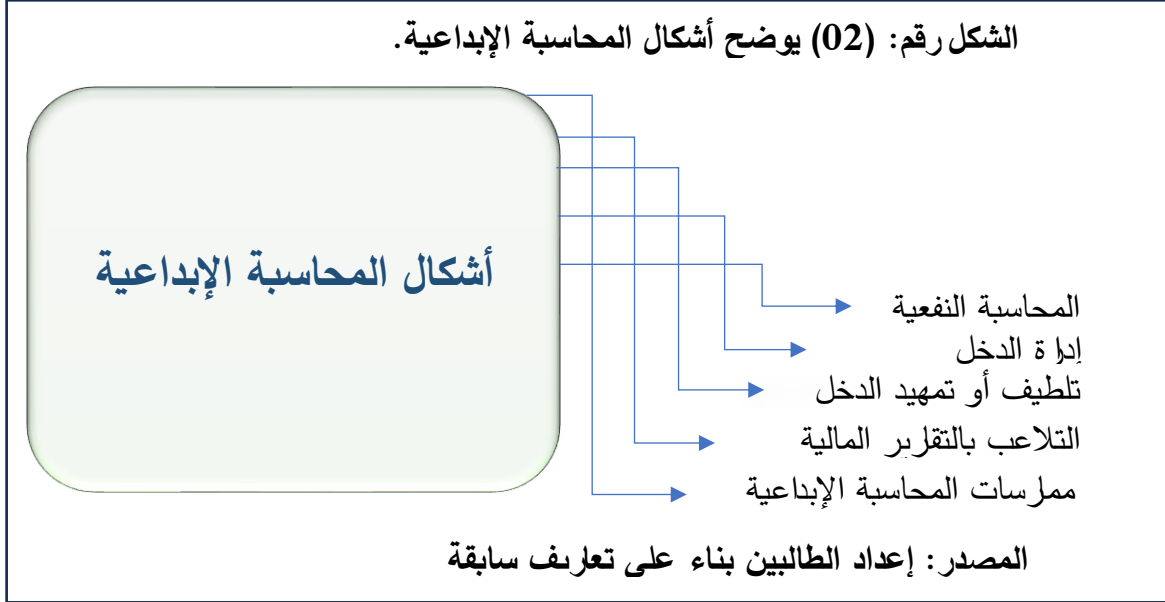 الشكل رقم: (02) يوضح أشكال المحاسبة الإبداعية.
أشكال المحاسبة الإبداعية
المحاسبة النفعية
إدارة الدخل
تلطيف أو تمهيد الدخل
التلاعب بالتقارير المالية
ممارسات المحاسبة الإبداعية
المصدر: إعداد الطالبين بناء على تعاريف سابقة